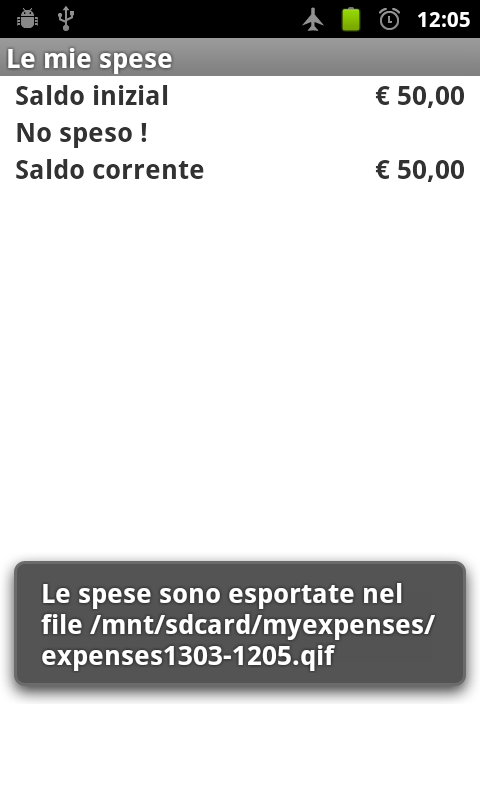 12:05
Le mie spese
Saldo inizial € 50,00
No speso !
Saldo corrente € 50,00
Le spese sono esportate nel
file /mnt/sdcard/myexpenses/
expenses1303-1205.qif